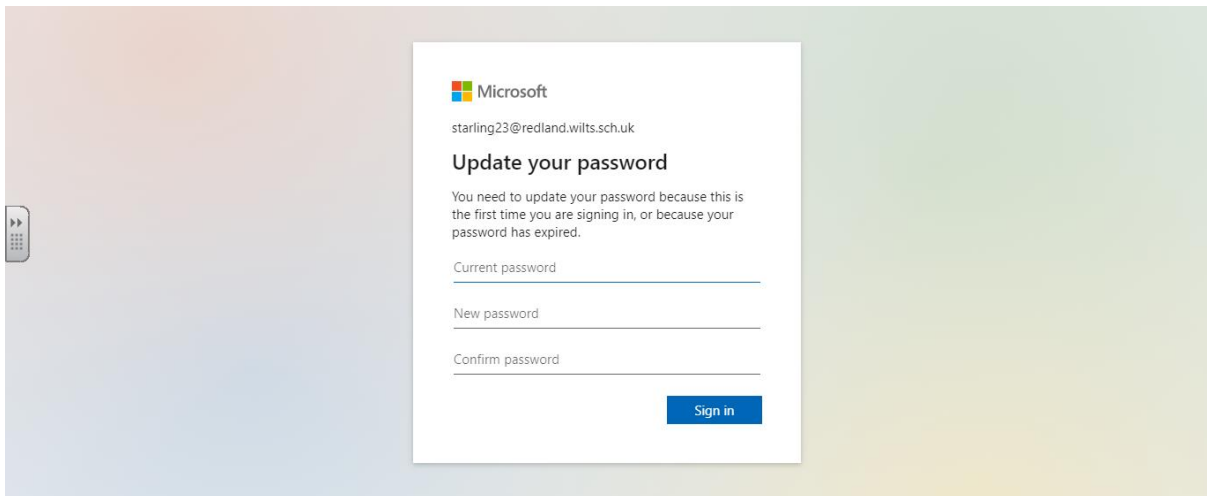 Microsoft
starling23@redland.wilts.sch.uk
Update your password
You need to update your password because this is
the first time you are signing in, or because your
password has expired.
Current password
New password
Confirm password
Sign in